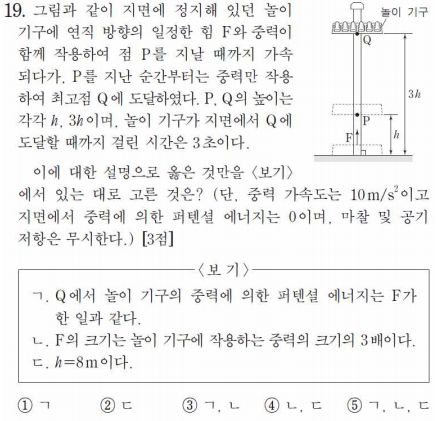 19. 그림과 같이 지면에 정지해 있던 놀이
기구에 연직 방향의 일정한 힘 F와 중력이
함께 작용하여 점 P를 지날 때까지 가속
되다가, P를 지난 순간부터는 중력만 작용
하여 최고점 Q에 도달하였다. P, Q의 높이는
각각 h, 3h이며, 놀이 기구가 지면에서 Q에
도달할 때까지 걸린 시간은 3초이다.
놀이 기구
Q
3h
P
h
F
이에 대한 설명으로 옳은 것만을 <보기>
에서 있는 대로 고른 것은? (단, 중력 가속도는 10m/s²이고
지면에서 중력에 의한 퍼텐셜 에너지는 0이며, 마찰 및 공기
저항은 무시한다.) [3점]
<보 기>
ㄱ. Q에서 놀이 기구의 중력에 의한 퍼텐셜 에너지는 F가
한 일과 같다.
ㄴ. F의 크기는 놀이 기구에 작용하는 중력의 크기의 3배이다.
ㄷ. h=8m이다.
① ㄱ ② ㄷ ③ ㄱ, ㄴ ④ ㄴ, ㄷ ⑤ ㄱ, ㄴ, ㄷ